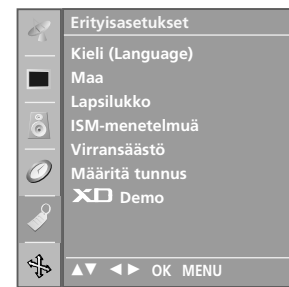 Erityisasetukset
Kieli (Language)
Maa
Lapsilukko
ISM-menetelmuä
Virransäästö
Määritä tunnus
XD Demo
▲▼ ◄► OK MENU